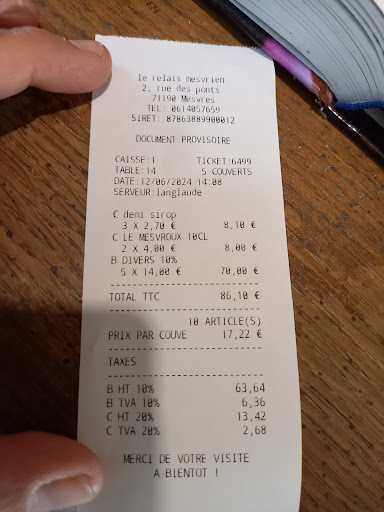 le relais mesvrien
2, rue des ponts
71190 Mesvres
TEL: 0614057659
SIRET: 87863889900012
DOCUMENT PROVISOIRE
CAISSE:1 TICKET:6499
TABLE:14 5 COUVERTS
DATE:12/06/2024 14:08
SERVEUR:langlaude
C demi sirop
3 X 2,70 € 8,10 €
C LE MESVROUX 10CL
2 X 4,00 € 8,00 €
B DIVERS 10%
5 X 14,00 € 70,00 €
TOTAL TTC 86,10 €
10 ARTICLE(S)
PRIX PAR COUVE 17,22 €
TAXES
B HT 10% 63,64
B TVA 10% 6,36
C HT 20% 13,42
C TVA 20% 2,68
MERCI DE VOTRE VISITE
A BIENTOT !